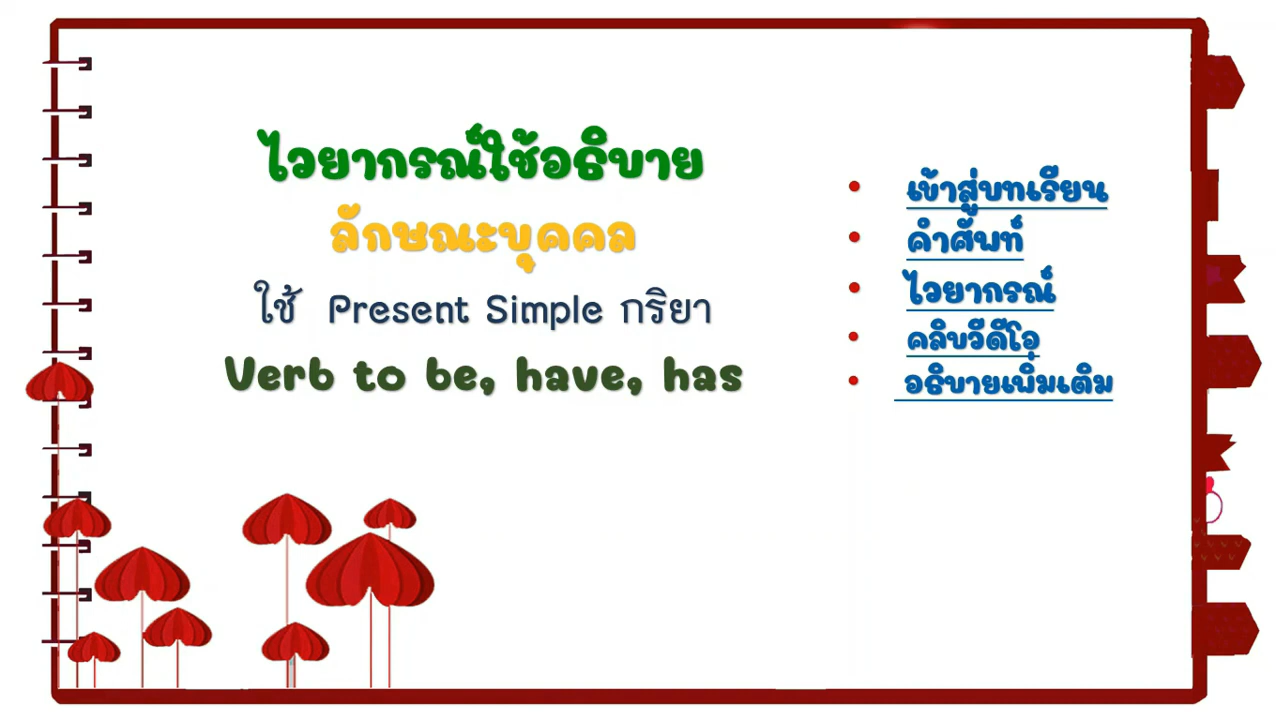 ไวยากรณ์ใช้อธิบาย
ลักษณะบุคคล
ใช้ Present Simple กริยา
Verb to be, have, has
เข้าสู่บทเรียน
คำศัพท์
ไวยากรณ์
คลิบวีดีโอ
อธิบายเพิ่มเติม